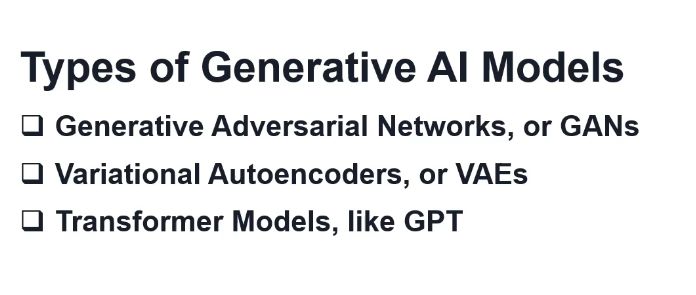 Types of Generative AI Models
❑ Generative Adversarial Networks, or GANs
❑ Variational Autoencoders, or VAEs
❑ Transformer Models, like GPT